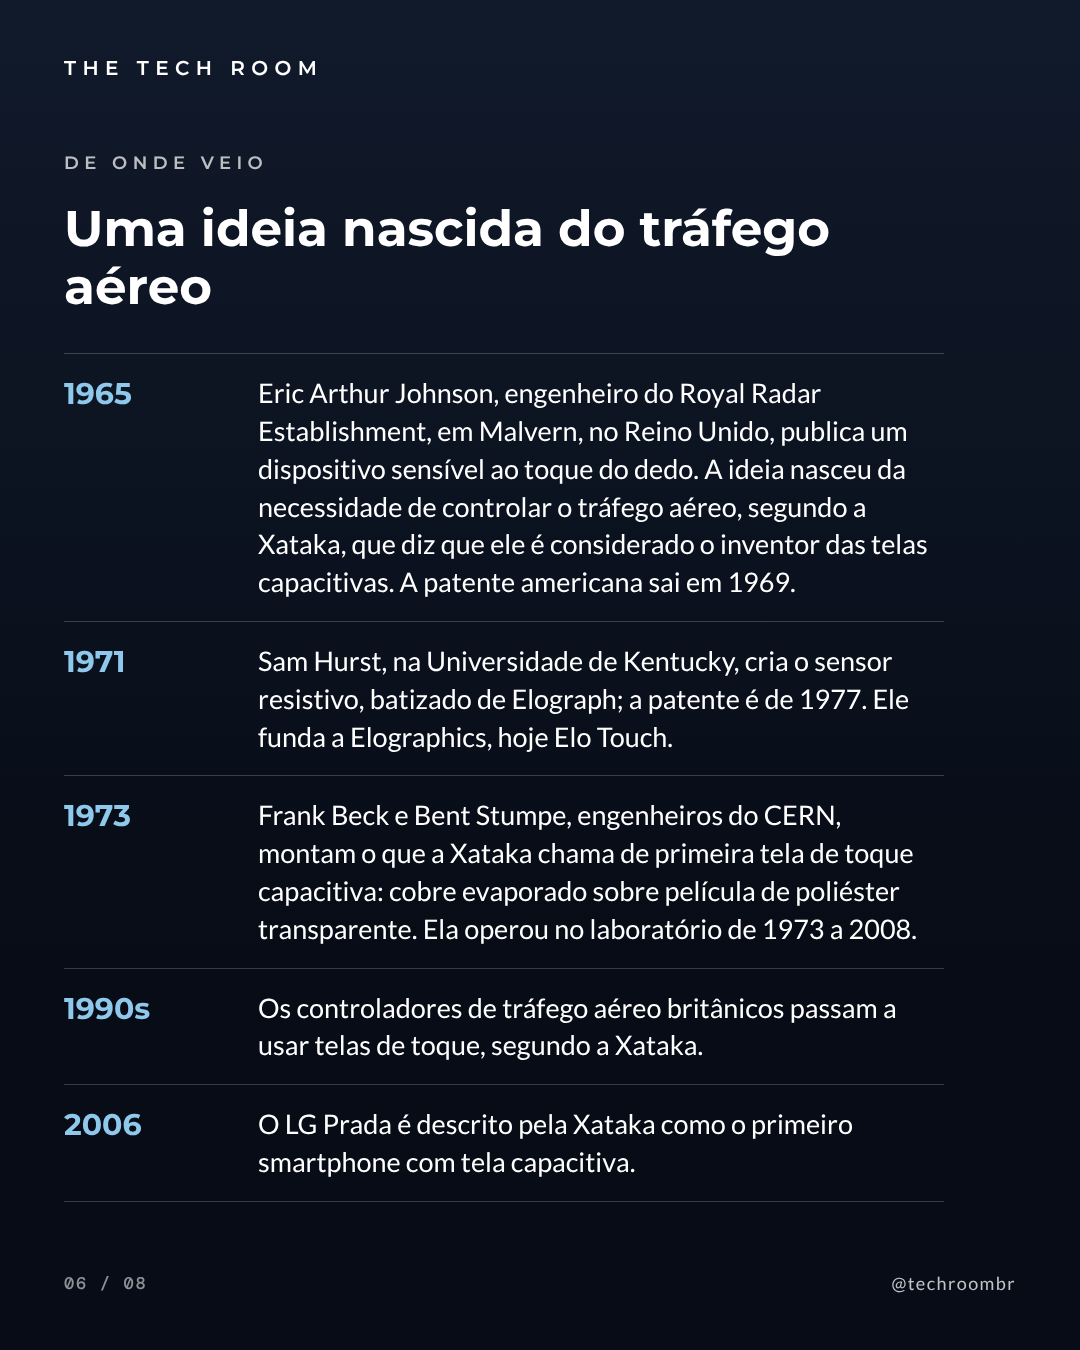 THE TECH ROOM
DE ONDE VEIO
Uma ideia nascida do tráfego
aéreo
1965
Eric Arthur Johnson, engenheiro do Royal Radar
Establishment, em Malvern, no Reino Unido, publica um
dispositivo sensível ao toque do dedo. A ideia nasceu da
necessidade de controlar o tráfego aéreo, segundo a
Xataka, que diz que ele é considerado o inventor das telas
capacitivas. A patente americana sai em 1969.
1971
Sam Hurst, na Universidade de Kentucky, cria o sensor
resistivo, batizado de Elograph; a patente é de 1977. Ele
funda a Elographics, hoje Elo Touch.
1973
Frank Beck e Bent Stumpe, engenheiros do CERN,
montam o que a Xataka chama de primeira tela de toque
capacitiva: cobre evaporado sobre película de poliéster
transparente. Ela operou no laboratório de 1973 a 2008.
1990s
Os controladores de tráfego aéreo britânicos passam a
usar telas de toque, segundo a Xataka.
2006
O LG Prada é descrito pela Xataka como o primeiro
smartphone com tela capacitiva.
06 / 08
@techroombr